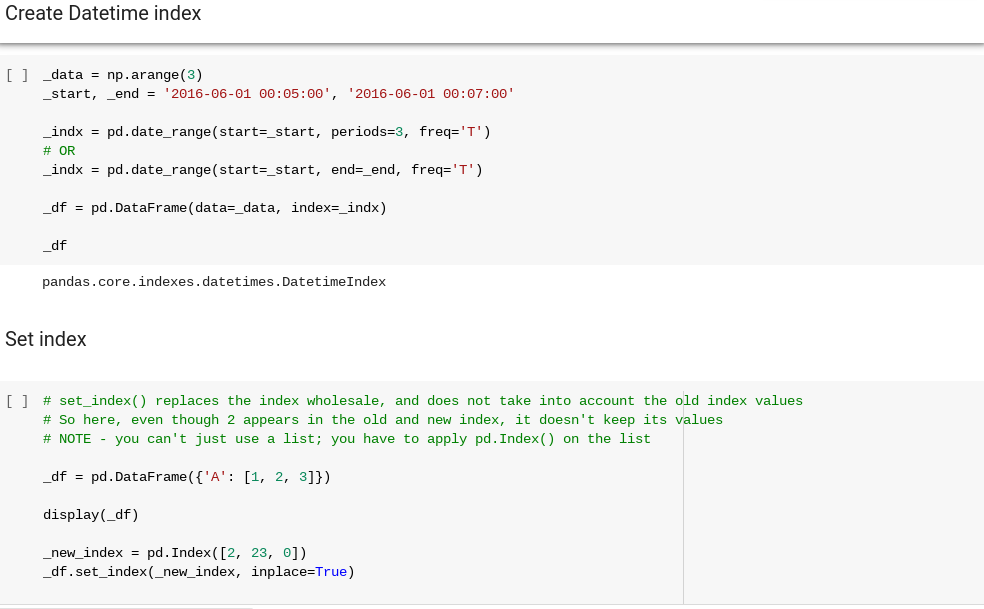 Create Datetime index
[ ] _data = np.arange(3)
_start, _end = '2016-06-01 00:05:00', '2016-06-01 00:07:00'
_indx = pd.date_range(start=_start, periods=3, freq='T')
# OR
_indx = pd.date_range(start=_start, end=_end, freq='T')
_df = pd.DataFrame(data=_data, index=_indx)
_df
pandas.core.indexes.datetimes.DatetimeIndex
Set index
[ ] # set_index() replaces the index wholesale, and does not take into account the old index values
# So here, even though 2 appears in the old and new index, it doesn't keep its values
# NOTE - you can't just use a list; you have to apply pd.Index() on the list
_df = pd.DataFrame({'A': [1, 2, 3]})
display(_df)
_new_index = pd.Index([2, 23, 0])
_df.set_index(_new_index, inplace=True)